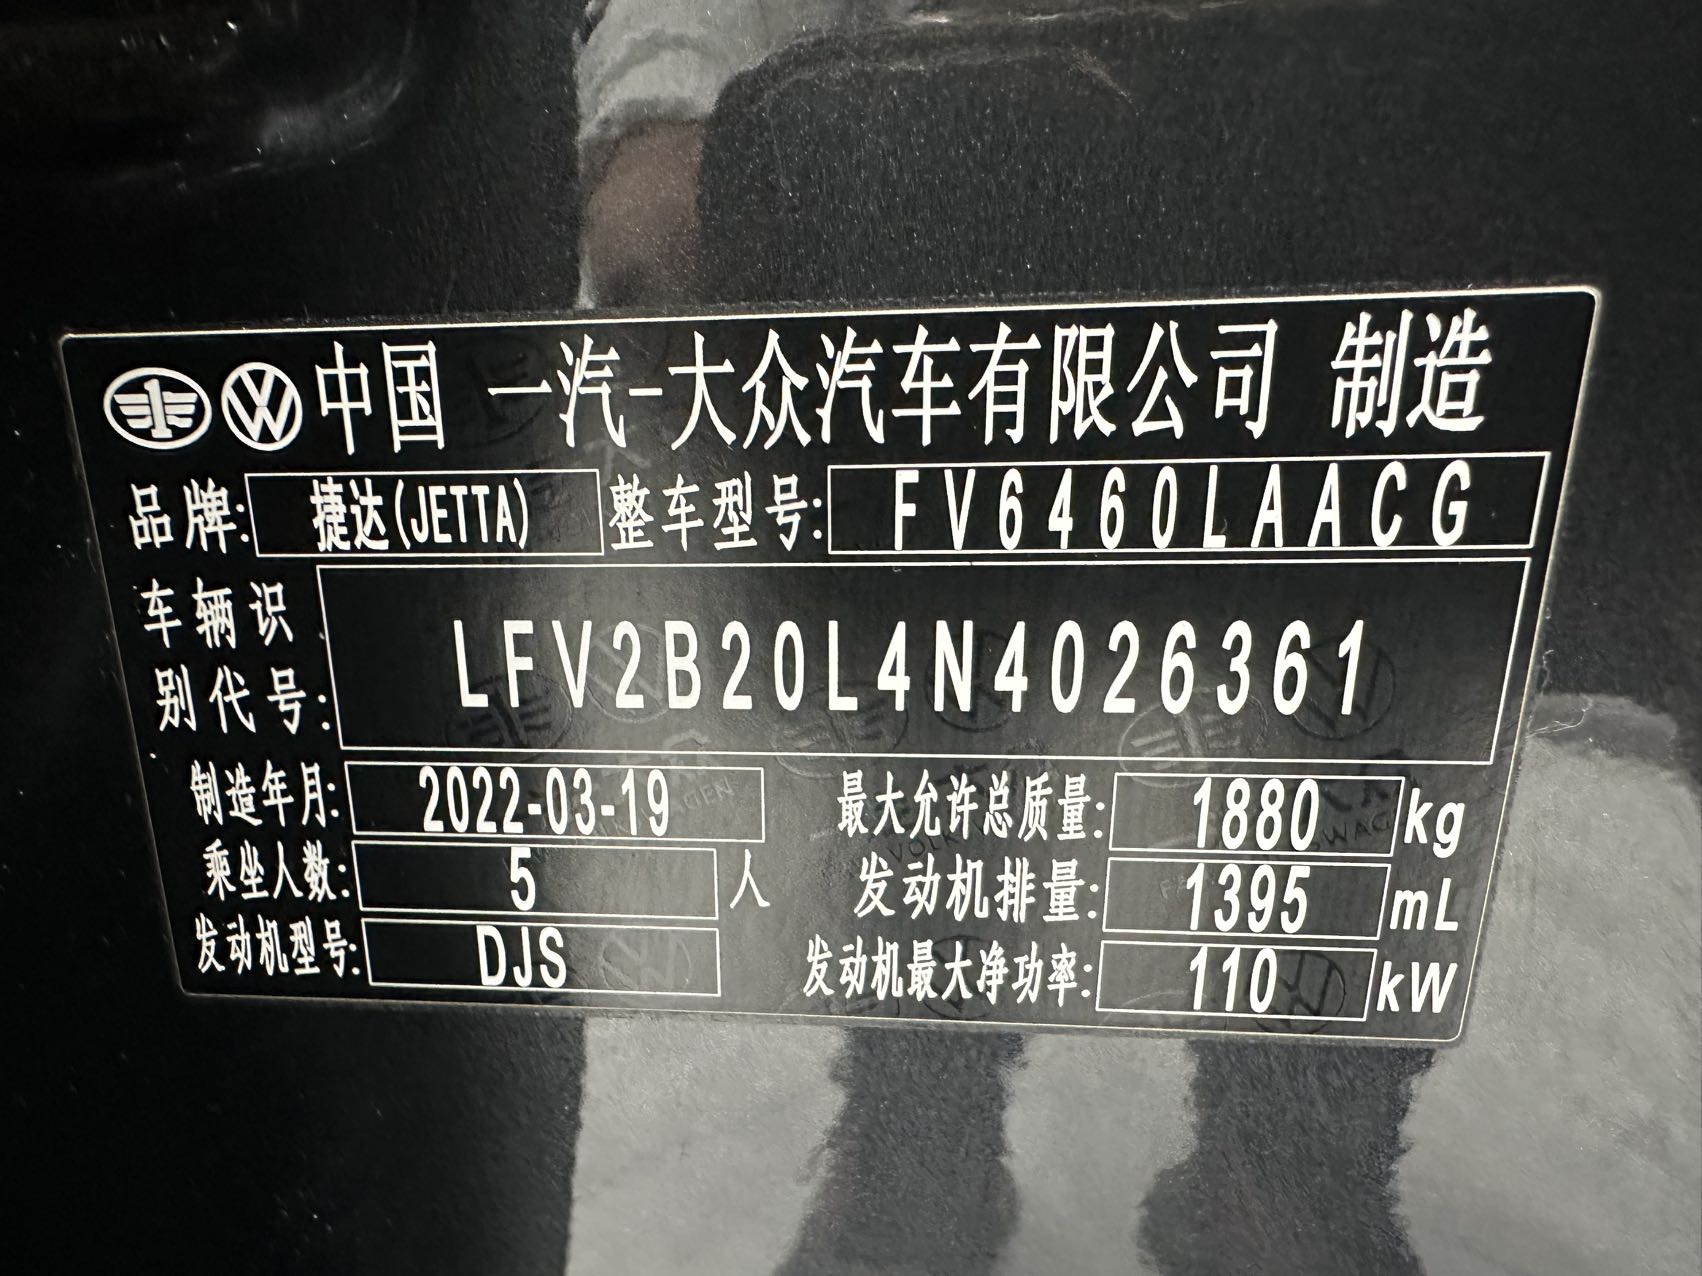 中国 一汽-大众汽车有限公司 制造
品牌: 捷达(JETTA) 整车型号: FV6460LAACG
车辆识别代号: LFV2B20L4N4026361
制造年月: 2022-03-19 最大允许总质量: 1880 kg
乘坐人数: 5 人 发动机排量: 1395 mL
发动机型号: DJS 发动机最大净功率: 110 kW